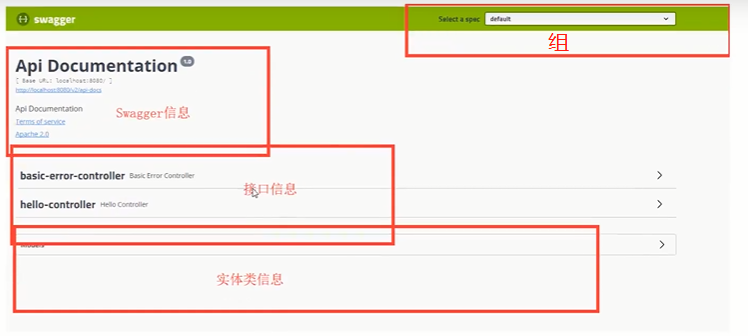 swagger
Select a spec
default
组
Api Documentation 1.0
[ Base URL: localhost:8080/ ]
http://localhost:8080/v2/api-docs
Api Documentation
Swagger信息
Terms of service
Apache 2.0
basic-error-controller Basic Error Controller
接口信息
hello-controller Hello Controller
Models
实体类信息